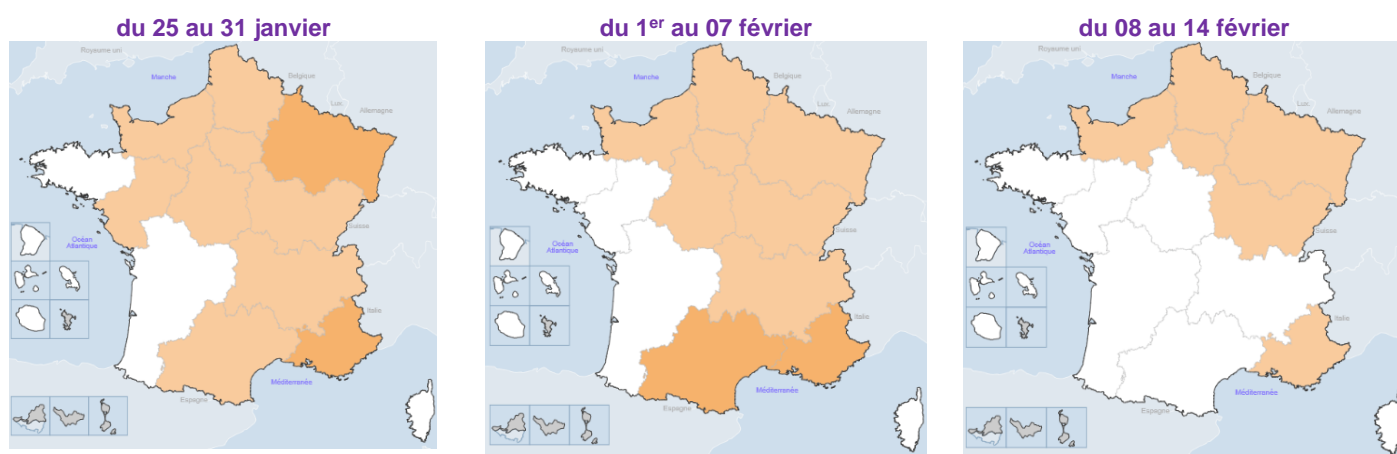 du 25 au 31 janvier
Royaume uni
Manche
Belgique
Lux.
Allemagne
Suisse
Océan
Atlantique
Italie
Méditerranée
Espagne
du 1er au 07 février
Royaume uni
Manche
Belgique
Lux.
Allemagne
Suisse
Océan
Atlantique
Italie
Méditerranée
Espagne
du 08 au 14 février
Royaume uni
Manche
Belgique
Lux.
Allemagne
Suisse
Océan
Atlantique
Italie
Méditerranée
Espagne